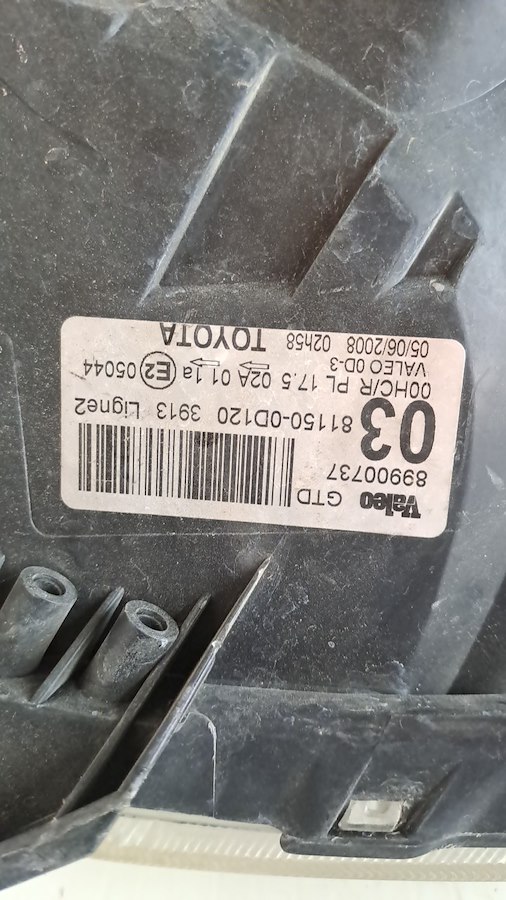 Valeo GTD
89900737
03 81150-0D120 3913 Ligne2
00HC/R PL 17.5 02A 01 1a E2 05044
VALEO 0D-3
05/06/2008 02h58 TOYOTA